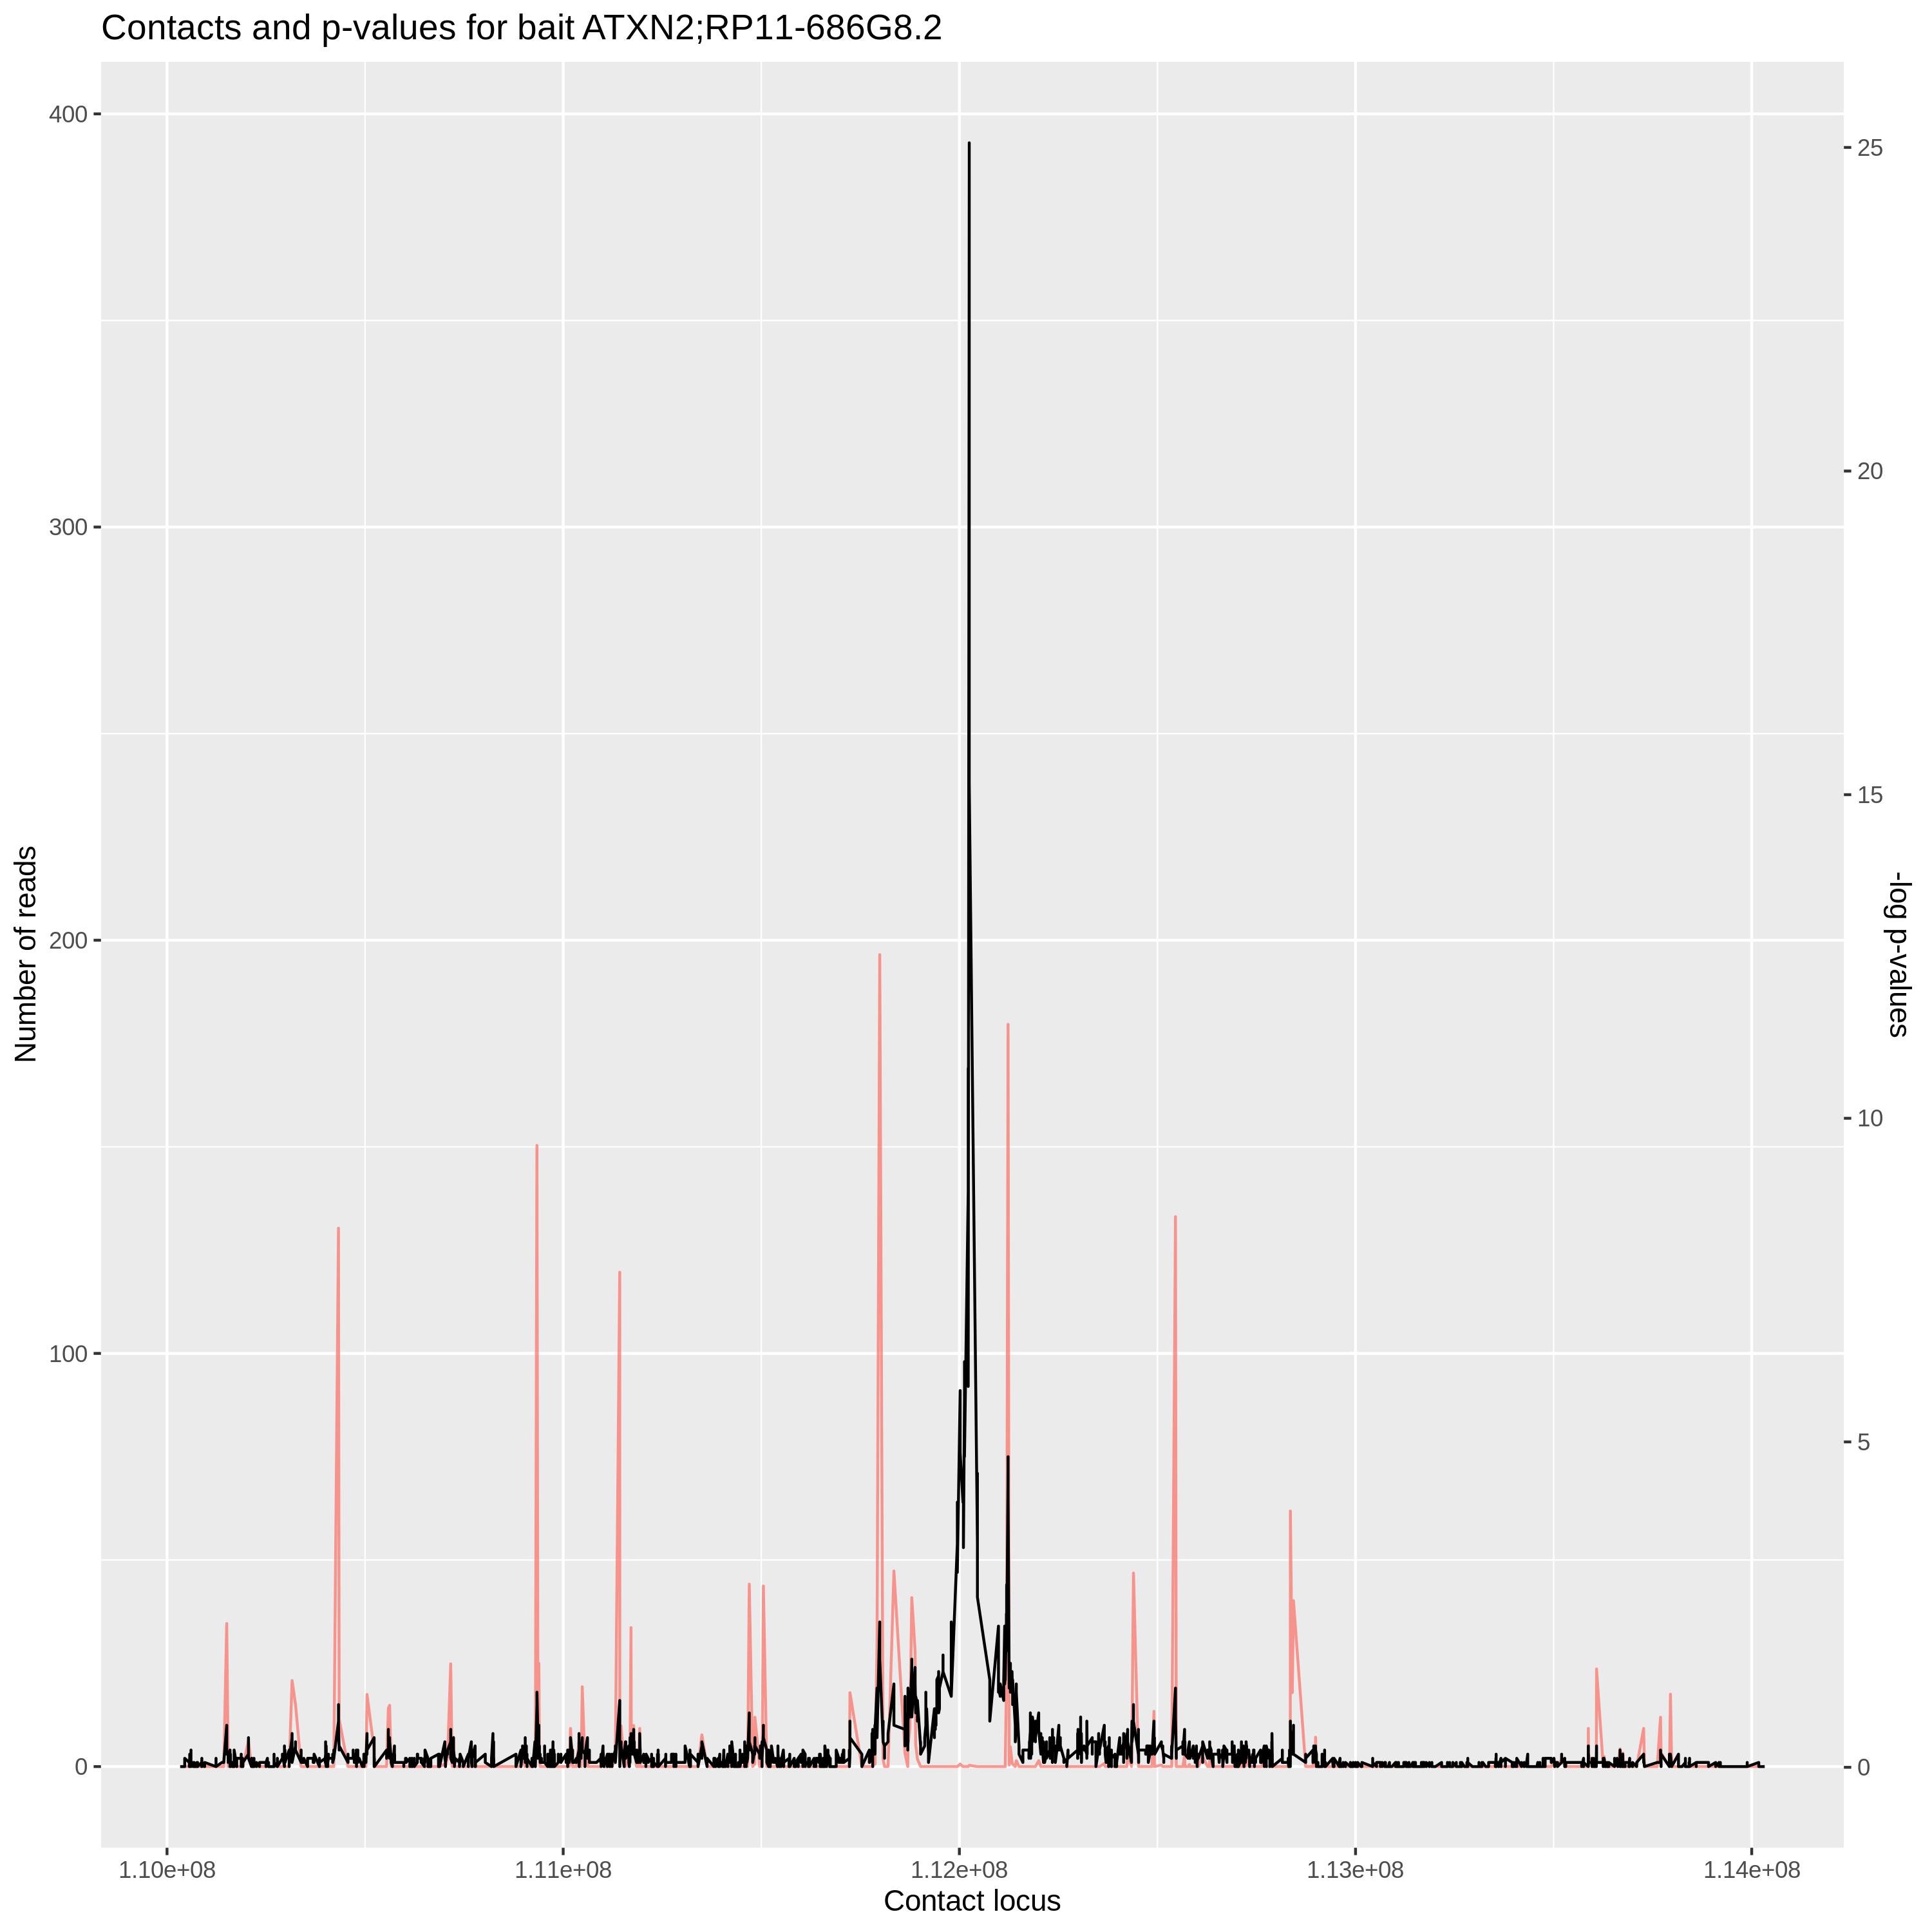 Contacts and p-values for bait ATXN2;RP11-686G8.2
400
300
200
100
0
Number of reads
25
20
15
10
5
0
-log p-values
1.10e+08 1.11e+08 1.12e+08 1.13e+08 1.14e+08
Contact locus